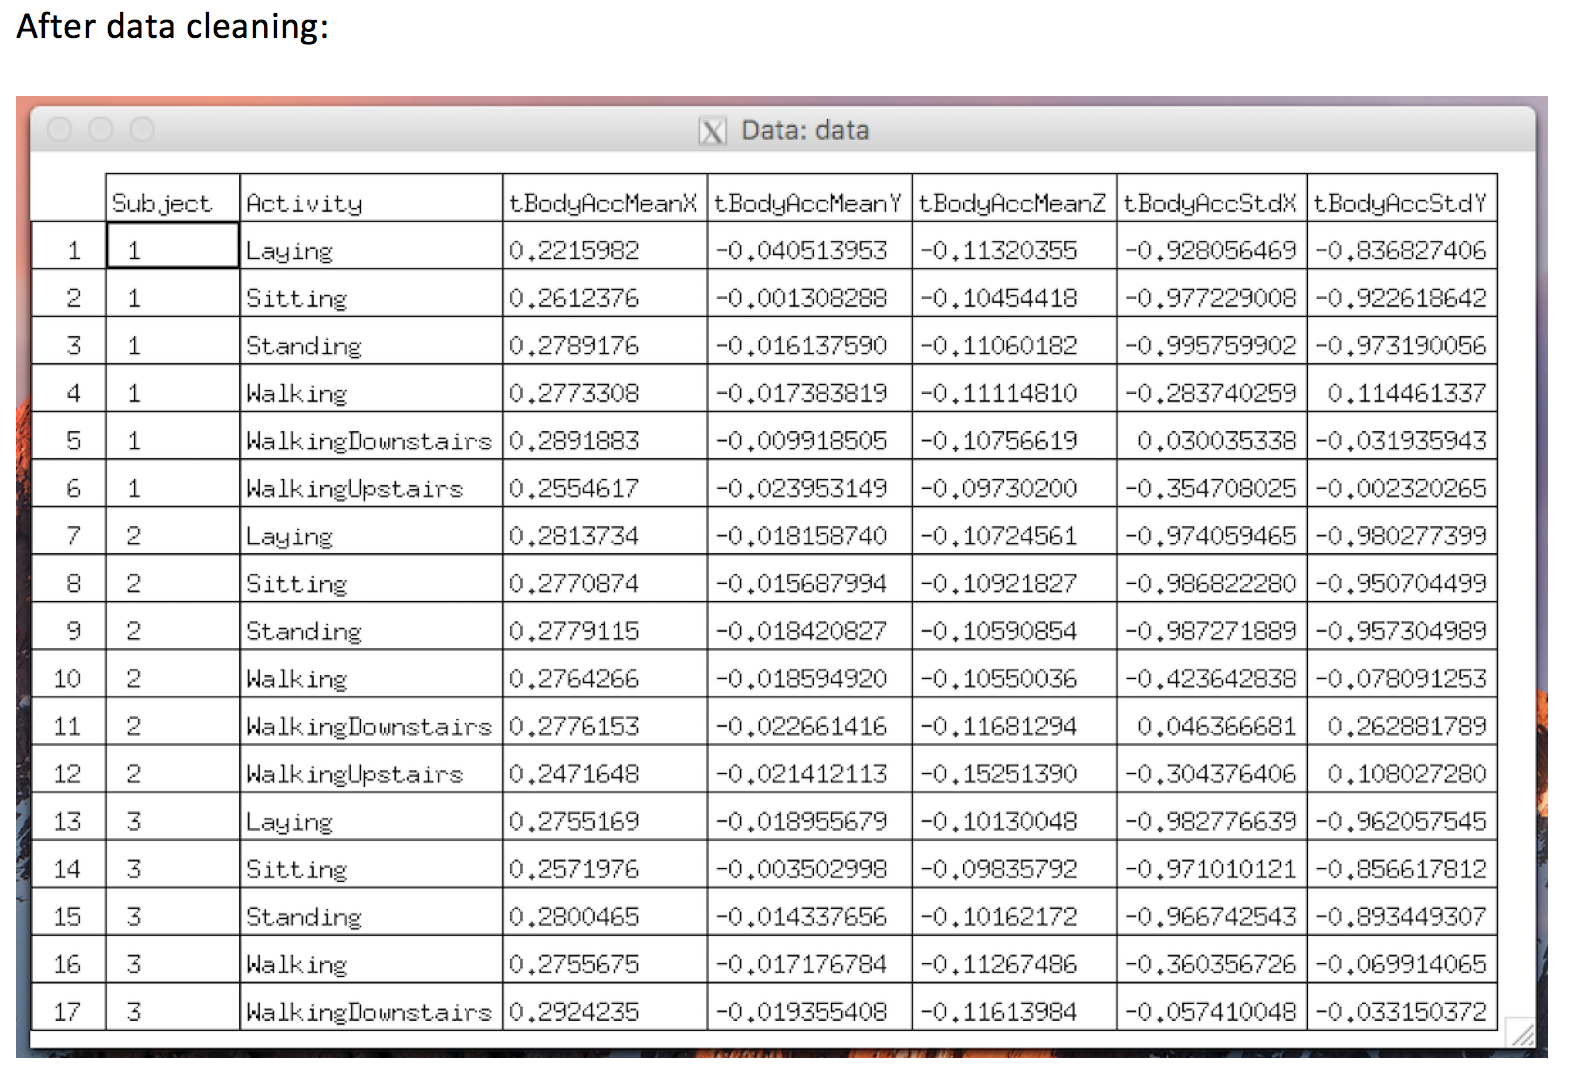 After data cleaning:
Data: data
Subject Activity tBodyAccMeanX tBodyAccMeanY tBodyAccMeanZ tBodyAccStdX tBodyAccStdY
1 1 Laying 0.2215982 -0.040513953 -0.11320355 -0.928056469 -0.836827406
2 1 Sitting 0.2612376 -0.001308288 -0.10454418 -0.977229008 -0.922618642
3 1 Standing 0.2789176 -0.016137590 -0.11060182 -0.995759902 -0.973190056
4 1 Walking 0.2773308 -0.017383819 -0.11114810 -0.283740259 0.114461337
5 1 WalkingDownstairs 0.2891883 -0.009918505 -0.10756619 0.030035338 -0.031935943
6 1 WalkingUpstairs 0.2554617 -0.023953149 -0.09730200 -0.354708025 -0.002320265
7 2 Laying 0.2813734 -0.018158740 -0.10724561 -0.974059465 -0.980277399
8 2 Sitting 0.2770874 -0.015687994 -0.10921827 -0.986822280 -0.950704499
9 2 Standing 0.2779115 -0.018420827 -0.10590854 -0.987271889 -0.957304989
10 2 Walking 0.2764266 -0.018594920 -0.10550036 -0.423642838 -0.078091253
11 2 WalkingDownstairs 0.2776153 -0.022661416 -0.11681294 0.046366681 0.262881789
12 2 WalkingUpstairs 0.2471648 -0.021412113 -0.15251390 -0.304376406 0.108027280
13 3 Laying 0.2755169 -0.018955679 -0.10130048 -0.982776639 -0.962057545
14 3 Sitting 0.2571976 -0.003502998 -0.09835792 -0.971010121 -0.856617812
15 3 Standing 0.2800465 -0.014337656 -0.10162172 -0.966742543 -0.893449307
16 3 Walking 0.2755675 -0.017176784 -0.11267486 -0.360356726 -0.069914065
17 3 WalkingDownstairs 0.2924235 -0.019355408 -0.11613984 -0.057410048 -0.033150372